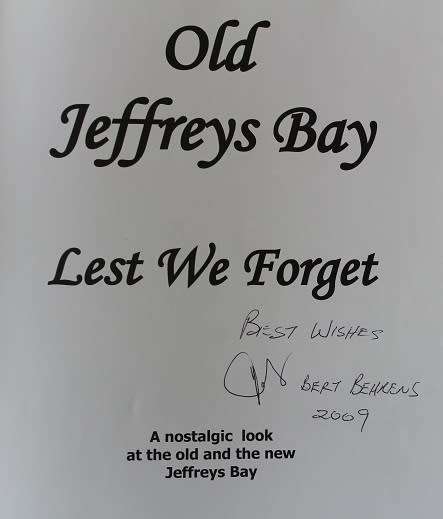 Old
Jeffreys Bay
Lest We Forget
BEST WISHES
BERT BEHRENS
2009
A nostalgic look
at the old and the new
Jeffreys Bay